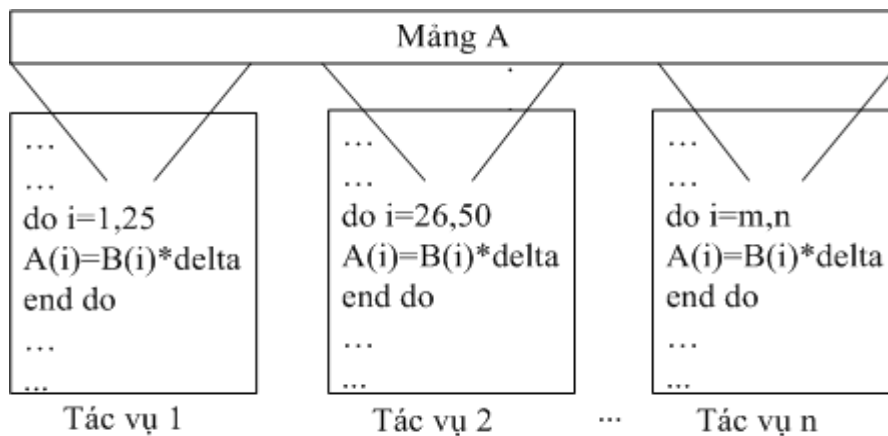 Mảng A
...
...
do i=1,25
A(i)=B(i)*delta
end do
...
...
...
...
do i=26,50
A(i)=B(i)*delta
end do
...
...
...
...
do i=m,n
A(i)=B(i)*delta
end do
...
...
Tác vụ 1
Tác vụ 2
...
Tác vụ n